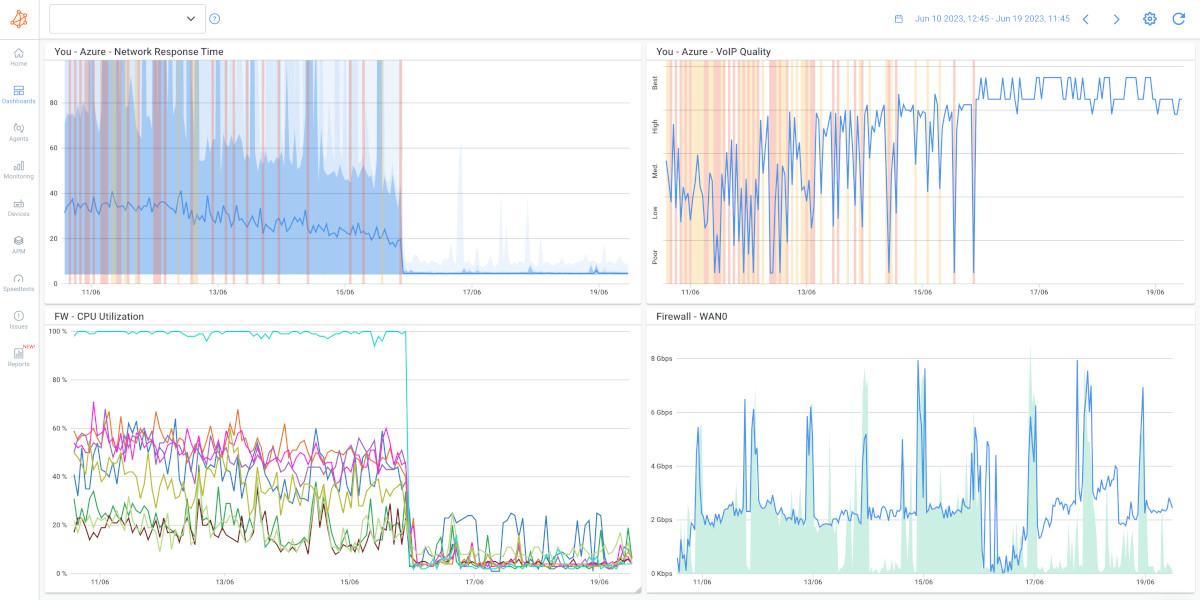 Jun 10 2023, 12:45 - Jun 19 2023, 11:45
Home
Dashboards
Agents
Monitoring
Devices
APM
Speedtests
Issues
NEW!
Reports
You - Azure - Network Response Time
80
60
40
20
0
11/06 13/06 15/06 17/06 19/06
You - Azure - VoIP Quality
Best
High
Med.
Low
Poor
11/06 13/06 15/06 17/06 19/06
FW - CPU Utilization
100 %
80 %
60 %
40 %
20 %
0 %
11/06 13/06 15/06 17/06 19/06
Firewall - WAN0
8 Gbps
6 Gbps
4 Gbps
2 Gbps
0 Kbps
11/06 13/06 15/06 17/06 19/06